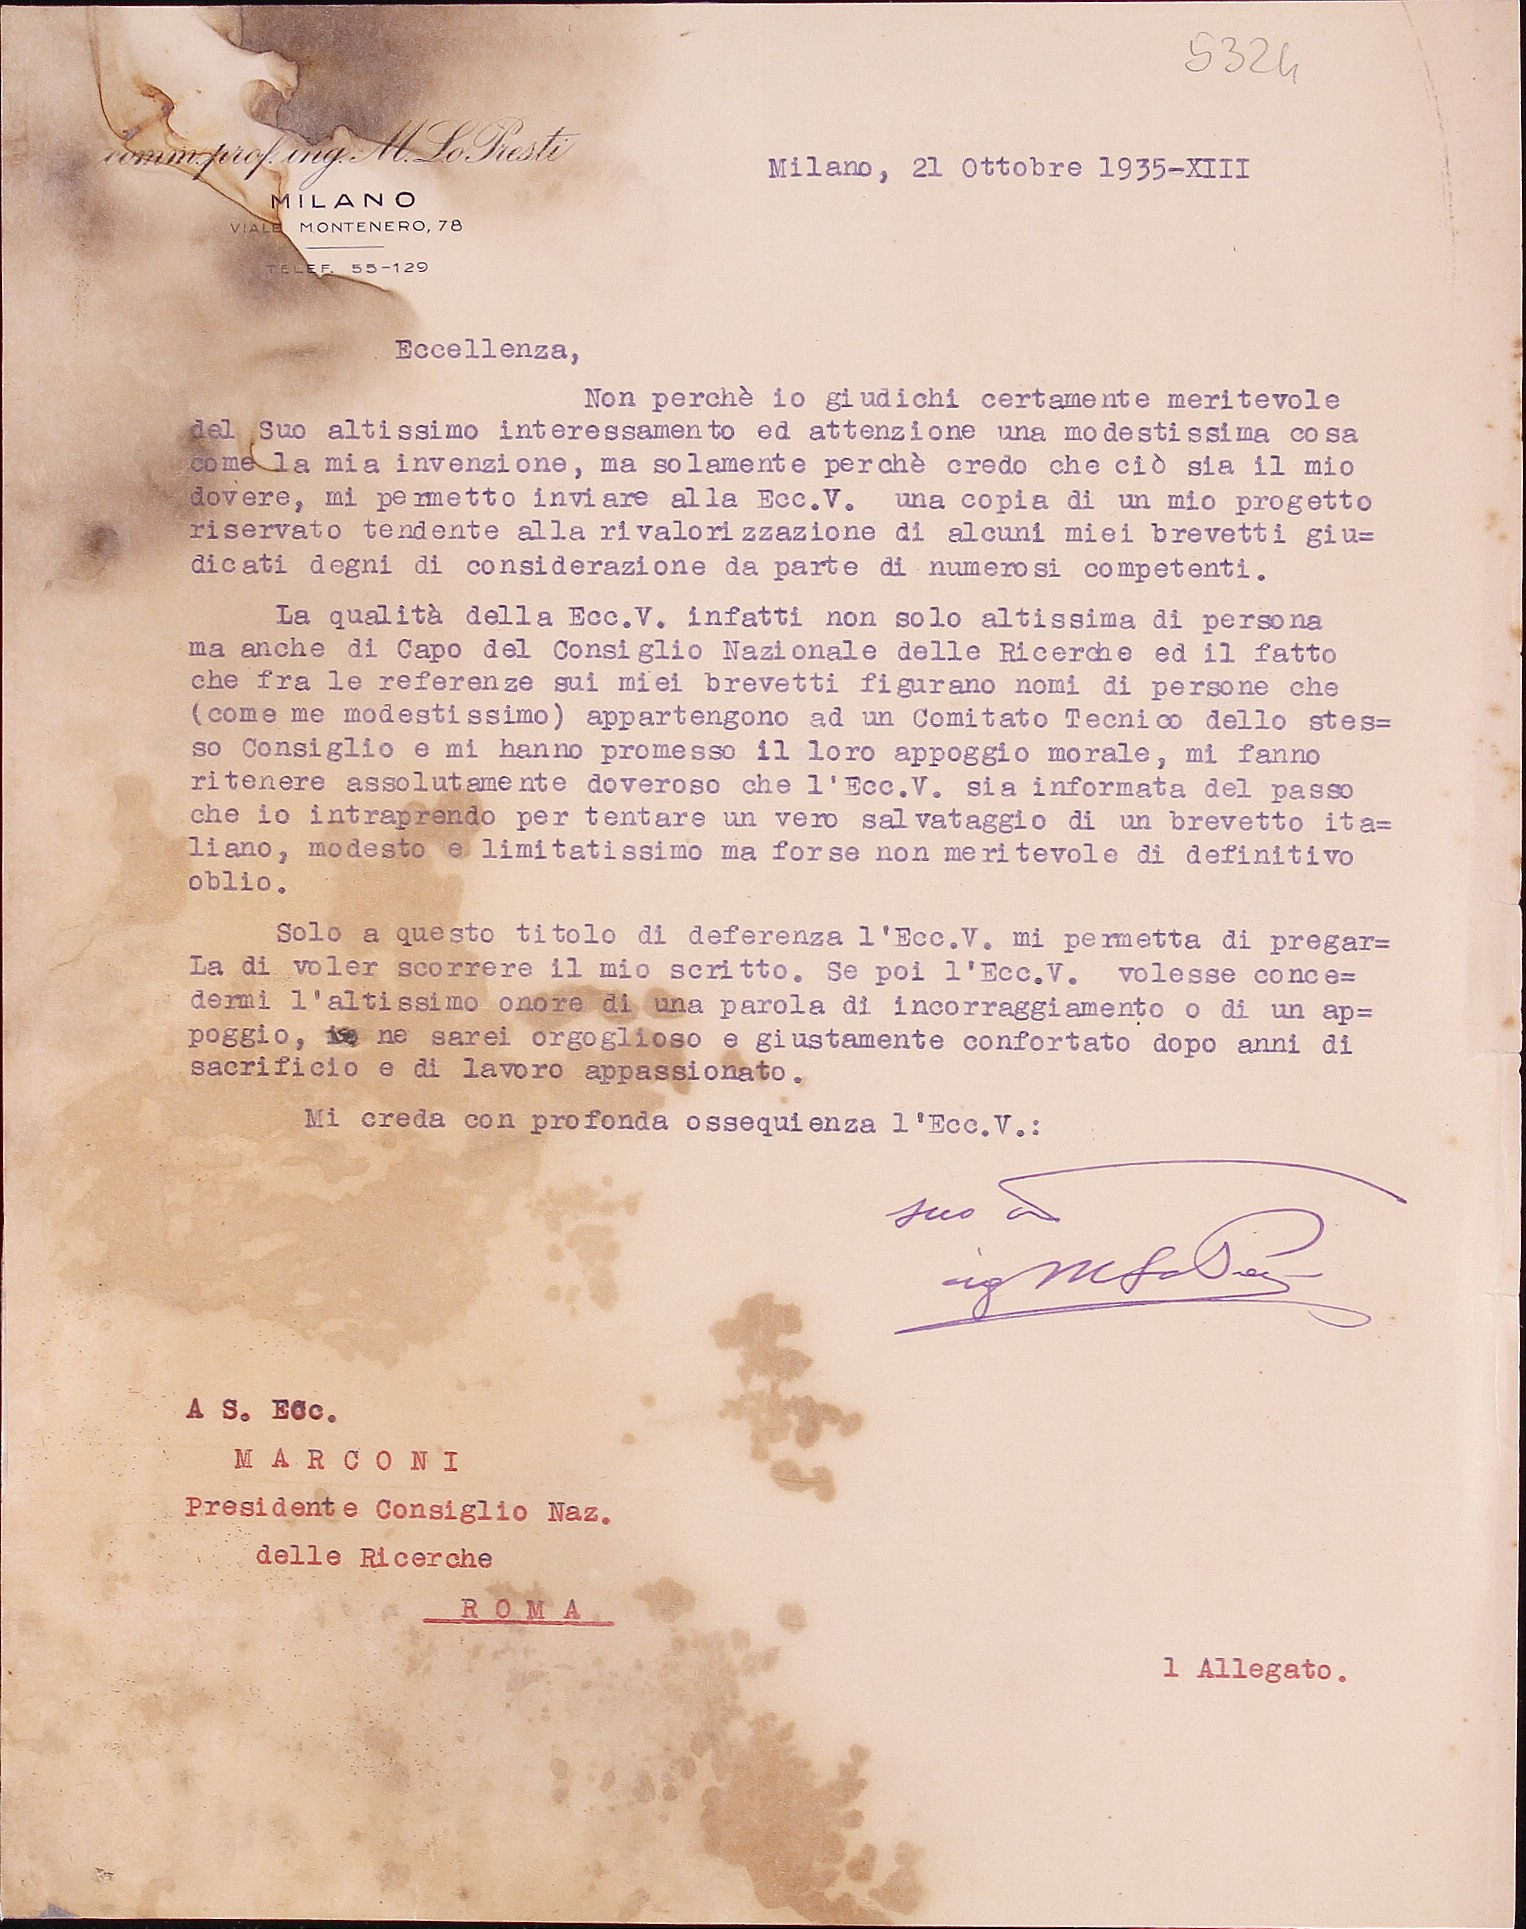 5324
comm. prof. ing. M. Lo Presti
MILANO
VIALE MONTENERO, 78
TELEF. 55-129
Milano, 21 Ottobre 1935-XIII
Eccellenza,
Non perchè io giudichi certamente meritevole
del Suo altissimo interessamento ed attenzione una modestissima cosa
come la mia invenzione, ma solamente perchè credo che ciò sia il mio
dovere, mi permetto inviare alla Ecc.V. una copia di un mio progetto
riservato tendente alla rivalorizzazione di alcuni miei brevetti giu=
dicati degni di considerazione da parte di numerosi competenti.
La qualità della Ecc.V. infatti non solo altissima di persona
ma anche di Capo del Consiglio Nazionale delle Ricerche ed il fatto
che fra le referenze sui miei brevetti figurano nomi di persone che
(come me modestissimo) appartengono ad un Comitato Tecnico dello stes=
so Consiglio e mi hanno promesso il loro appoggio morale, mi fanno
ritenere assolutamente doveroso che l'Ecc.V. sia informata del passo
che io intraprendo per tentare un vero salvataggio di un brevetto ita=
liano, modesto e limitatissimo ma forse non meritevole di definitivo
oblio.
Solo a questo titolo di deferenza l'Ecc.V. mi permetta di pregar=
La di voler scorrere il mio scritto. Se poi l'Ecc.V. volesse conce=
dermi l'altissimo onore di una parola di incorraggiamento o di un ap=
poggio, ne sarei orgoglioso e giustamente confortato dopo anni di
sacrificio e di lavoro appassionato.
Mi creda con profonda ossequienza l'Ecc.V.:
suo
ing M Lo Presti
A S. Ecc.
MARCONI
Presidente Consiglio Naz.
delle Ricerche
ROMA
1 Allegato.